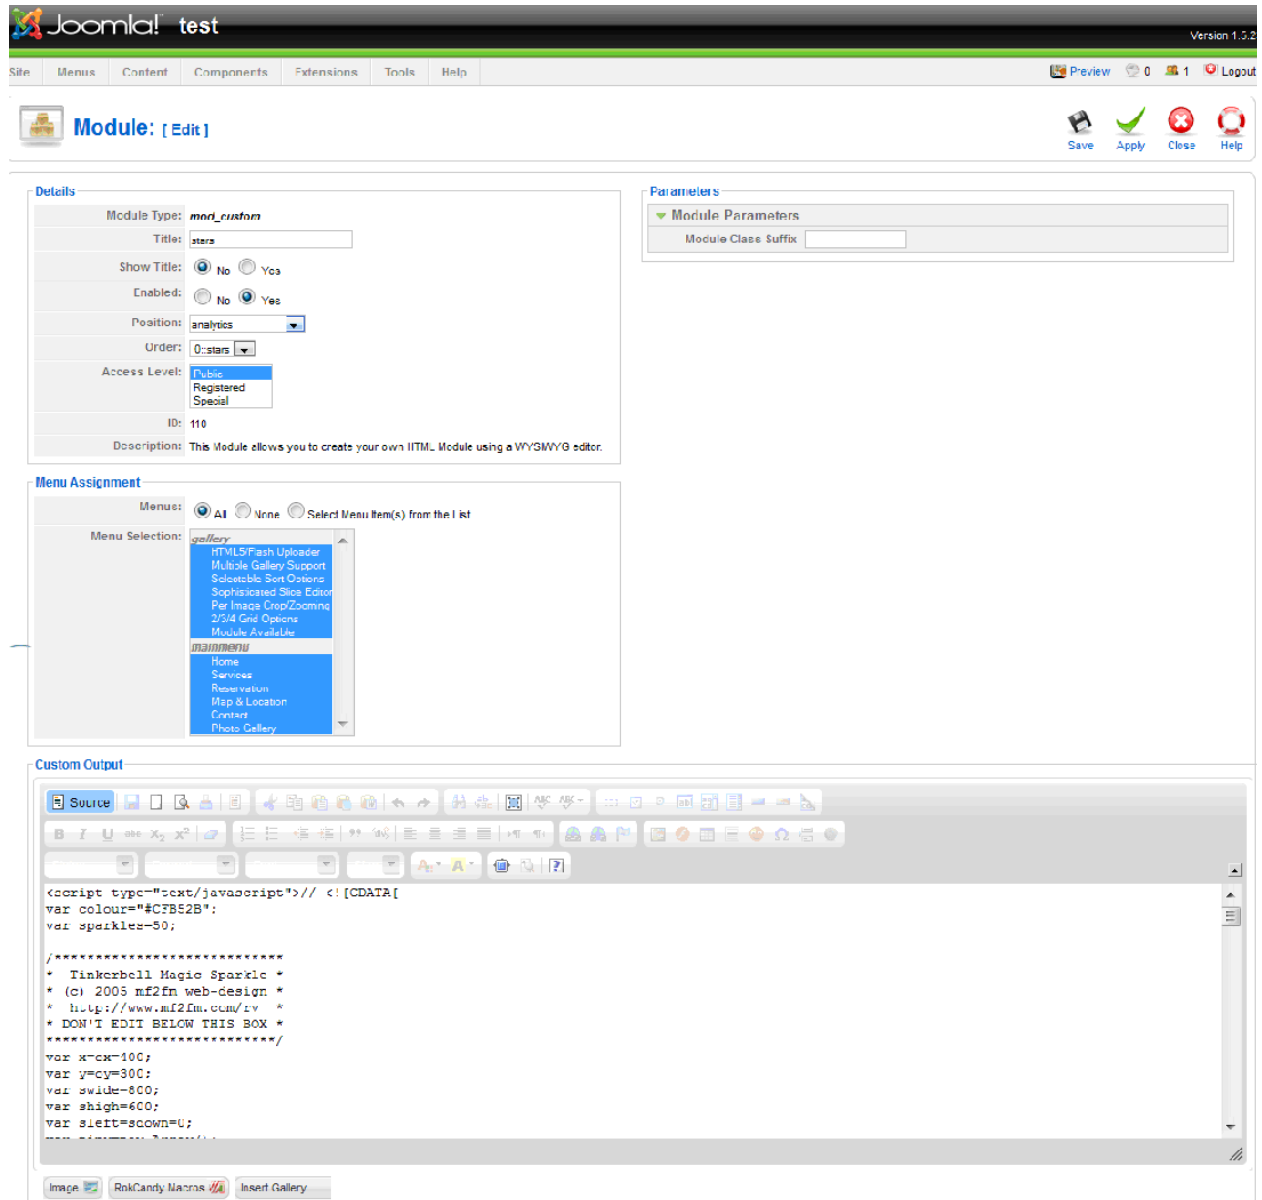 Joomla! test
Version 1.5.2
Site Menus Content Components Extensions Tools Help
Preview 0 1 Logout
Module: [ Edit ]
Save Apply Close Help
Details
Module Type: mod_custom
Title: stars
Show Title: No Yes
Enabled: No Yes
Position: analytics
Order: 0::stars
Access Level: Public
Registered
Special
ID: 110
Description: This Module allows you to create your own HTML Module using a WYSIWYG editor.
Parameters
Module Parameters
Module Class Suffix
Menu Assignment
Menus: All None Select Menu Item(s) from the List
Menu Selection: gallery
HTML5/Flash Uploader
Multiple Gallery Support
Selectable Sort Options
Sophisticated Slice Editor
Per Image Crop/Zooming
2/3/4 Grid Options
Module Available
mainmenu
Home
Services
Reservation
Map & Location
Contact
Photo Gallery
Custom Output
Source
<script type="text/javascript">// <![CDATA[
var colour="#CFB52B";
var sparkles=50;
/****************************
* Tinkerbell Magic Sparkle *
* (c) 2005 mf2fm web-design *
* http://www.mf2fm.com/rv *
* DON'T EDIT BELOW THIS BOX *
****************************/
var x=ox=400;
var y=oy=300;
var swide=800;
var shigh=600;
var sleft=sdown=0;
Image RokCandy Macros Insert Gallery